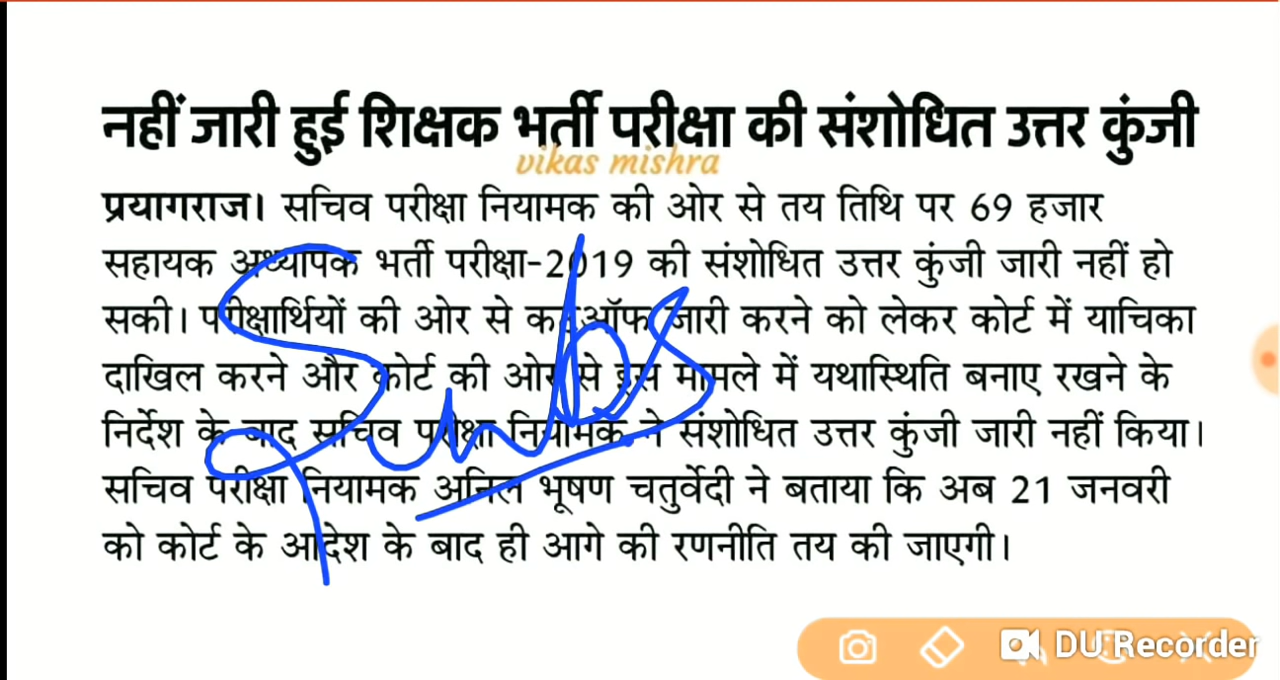 नहीं जारी हुई शिक्षक भर्ती परीक्षा की संशोधित उत्तर कुंजी
vikas mishra
प्रयागराज। सचिव परीक्षा नियामक की ओर से तय तिथि पर 69 हजार
सहायक अध्यापक भर्ती परीक्षा-2019 की संशोधित उत्तर कुंजी जारी नहीं हो
सकी। परीक्षार्थियों की ओर से कटऑफ जारी करने को लेकर कोर्ट में याचिका
दाखिल करने और कोर्ट की ओर से इस मामले में यथास्थिति बनाए रखने के
निर्देश के बाद सचिव परीक्षा नियामक ने संशोधित उत्तर कुंजी जारी नहीं किया।
सचिव परीक्षा नियामक अनिल भूषण चतुर्वेदी ने बताया कि अब 21 जनवरी
को कोर्ट के आदेश के बाद ही आगे की रणनीति तय की जाएगी।
DU Recorder